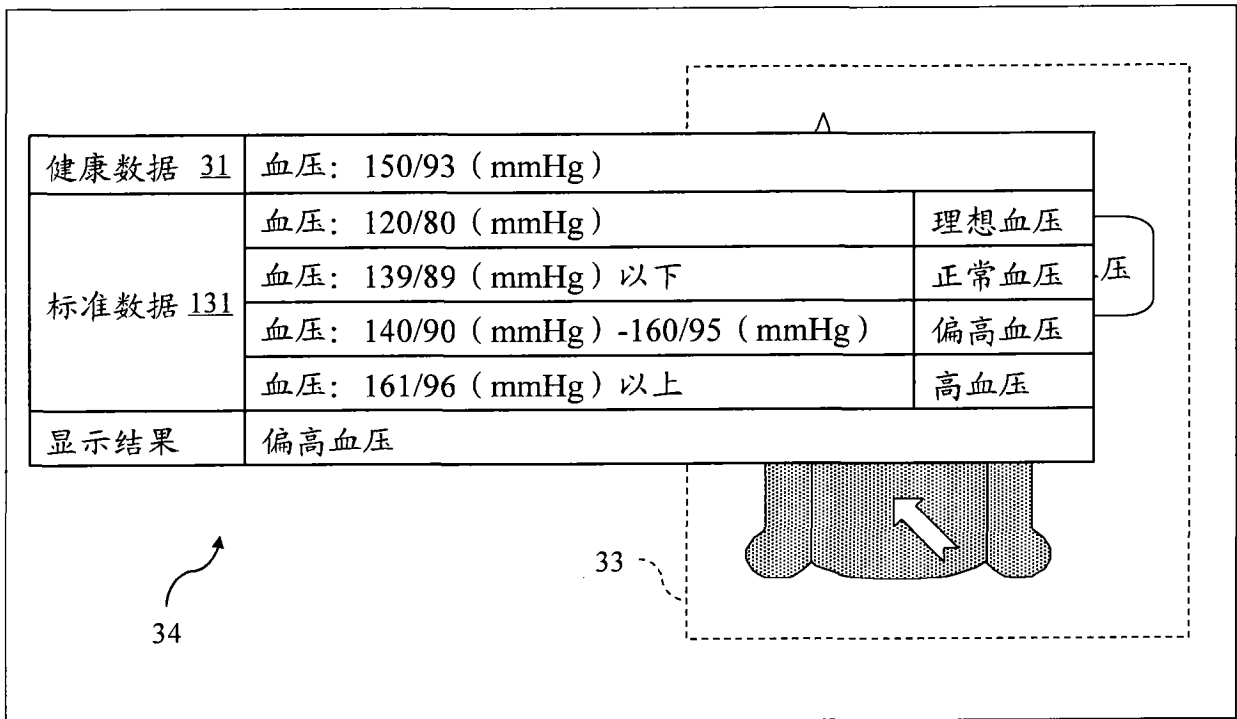 健康数据 31 血压：150/93（mmHg）
血压：120/80（mmHg） 理想血压
血压：139/89（mmHg）以下 正常血压
压
标准数据 131
血压：140/90（mmHg）-160/95（mmHg） 偏高血压
血压：161/96（mmHg）以上 高血压
显示结果 偏高血压
33
34